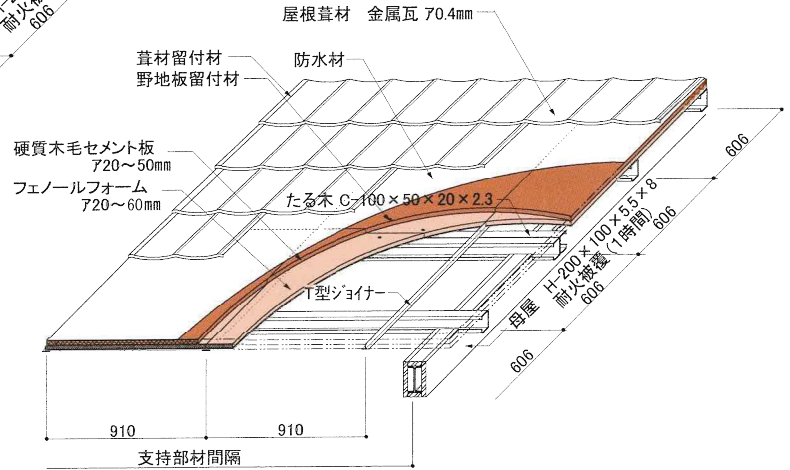 耐火被
606
屋根葺材 金属瓦 ｱ0.4mm
葺材留付材
野地板留付材
防水材
硬質木毛セメント板
ｱ20～50mm
フェノールフォーム
ｱ20～60mm
たる木 C-100×50×20×2.3
T型ｼﾞｮｲﾅｰ
母屋 H-200×100×5.5×8
耐火被覆(1時間)
606
606
606
606
910
910
支持部材間隔